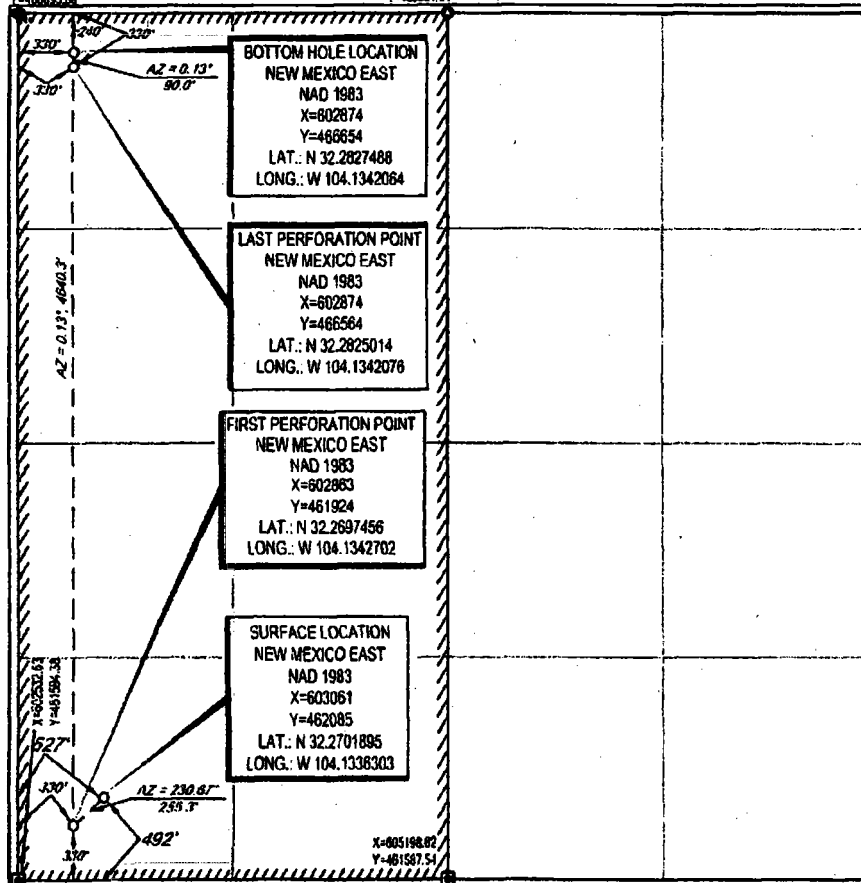 240'
330'
330'
330'
AZ = 0.13°
90.0'
BOTTOM HOLE LOCATION
NEW MEXICO EAST
NAD 1983
X=602874
Y=466654
LAT.: N 32.2827488
LONG.: W 104.1342064
LAST PERFORATION POINT
NEW MEXICO EAST
NAD 1983
X=602874
Y=466564
LAT.: N 32.2825014
LONG.: W 104.1342076
AZ = 0.13°, 4640.3'
FIRST PERFORATION POINT
NEW MEXICO EAST
NAD 1983
X=602863
Y=461924
LAT.: N 32.2697456
LONG.: W 104.1342702
SURFACE LOCATION
NEW MEXICO EAST
NAD 1983
X=603061
Y=462085
LAT.: N 32.2701895
LONG.: W 104.1336303
X=602532.63
Y=461594.38
527'
330'
AZ = 230.87°
255.3'
492'
330'
X=605198.62
Y=461587.54